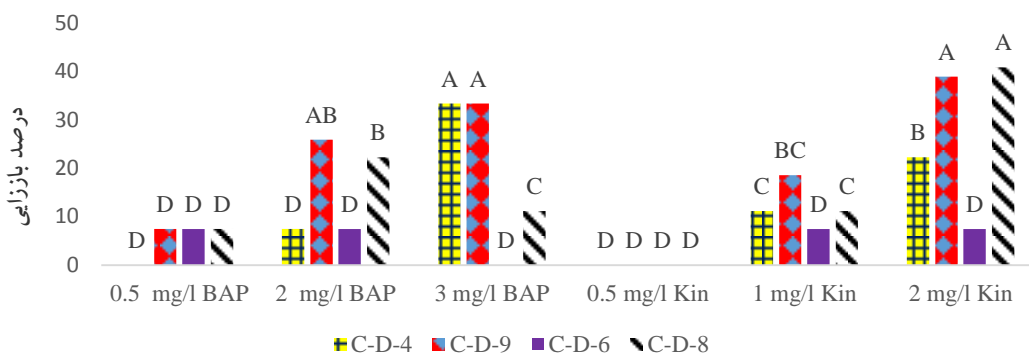 50
40
30
20
10
0
درصد باززایی
D D D D
D AB D B
A A D C
D D D D
C BC D C
B A D A
0.5 mg/l BAP 2 mg/l BAP 3 mg/l BAP 0.5 mg/l Kin 1 mg/l Kin 2 mg/l Kin
C-D-4 C-D-9 C-D-6 C-D-8